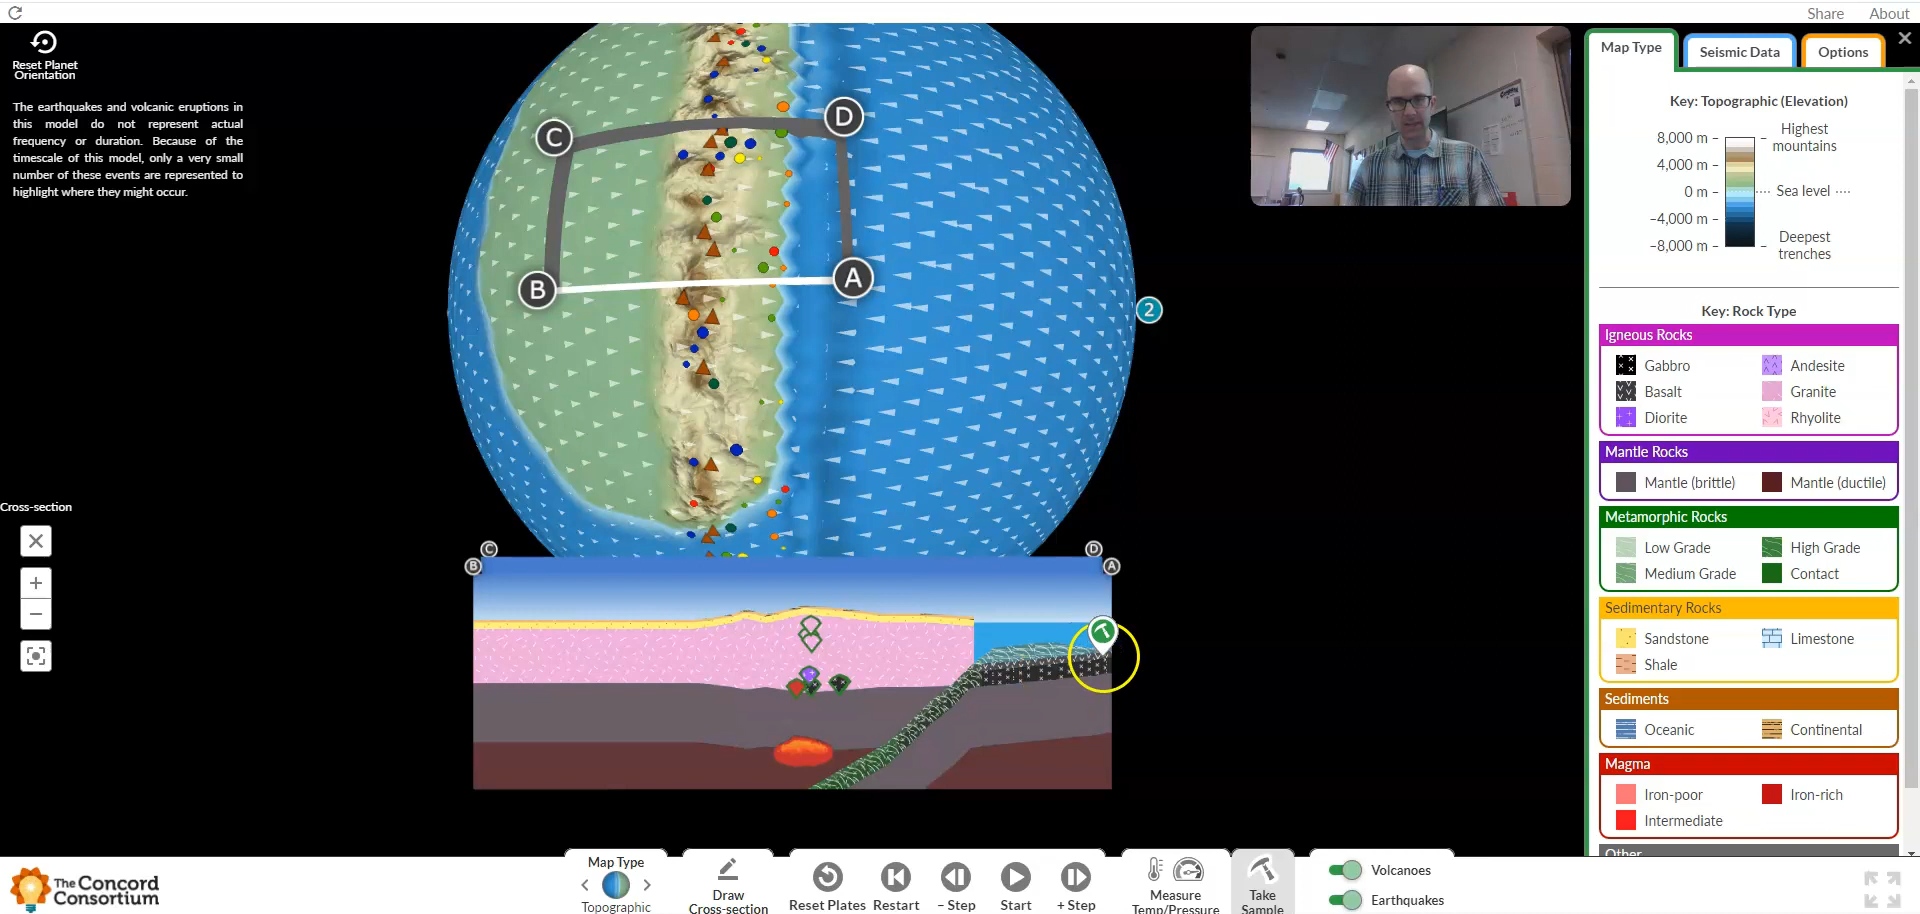 Share About
Reset Planet
Orientation
The earthquakes and volcanic eruptions in
this model do not represent actual
frequency or duration. Because of the
timescale of this model, only a very small
number of these events are represented to
highlight where they might occur.
C
D
B
A
2
Cross-section
+
−
C
D
B
A
Map Type
Seismic Data
Options
Key: Topographic (Elevation)
8,000 m
4,000 m
0 m
−4,000 m
−8,000 m
Highest
mountains
Sea level
Deepest
trenches
Key: Rock Type
Igneous Rocks
Gabbro Andesite
Basalt Granite
Diorite Rhyolite
Mantle Rocks
Mantle (brittle) Mantle (ductile)
Metamorphic Rocks
Low Grade High Grade
Medium Grade Contact
Sedimentary Rocks
Sandstone Limestone
Shale
Sediments
Oceanic Continental
Magma
Iron-poor Iron-rich
Intermediate
Other
The Concord
Consortium
Map Type
Topographic
Draw
Cross-section
Reset Plates
Restart
− Step
Start
+ Step
Measure
Temp/Pressure
Take
Sample
Volcanoes
Earthquakes